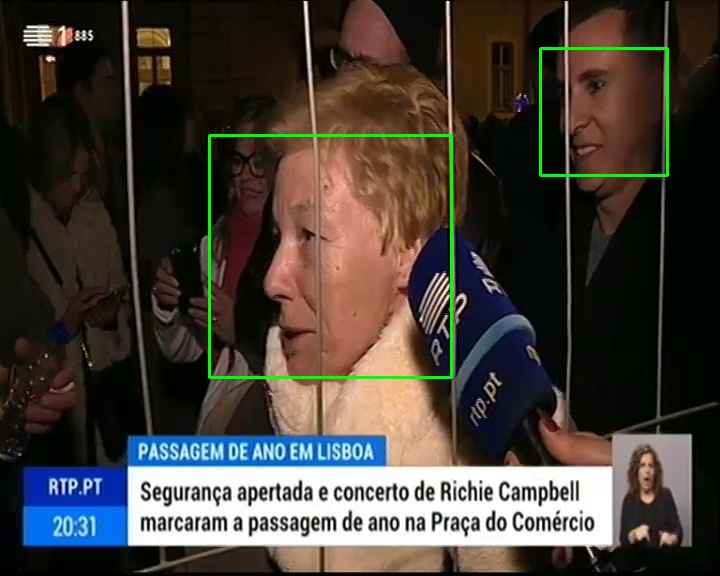 1 885
RTP
RTP
rtp.pt
PASSAGEM DE ANO EM LISBOA
RTP.PT
20:31
Segurança apertada e concerto de Richie Campbell
marcaram a passagem de ano na Praça do Comércio